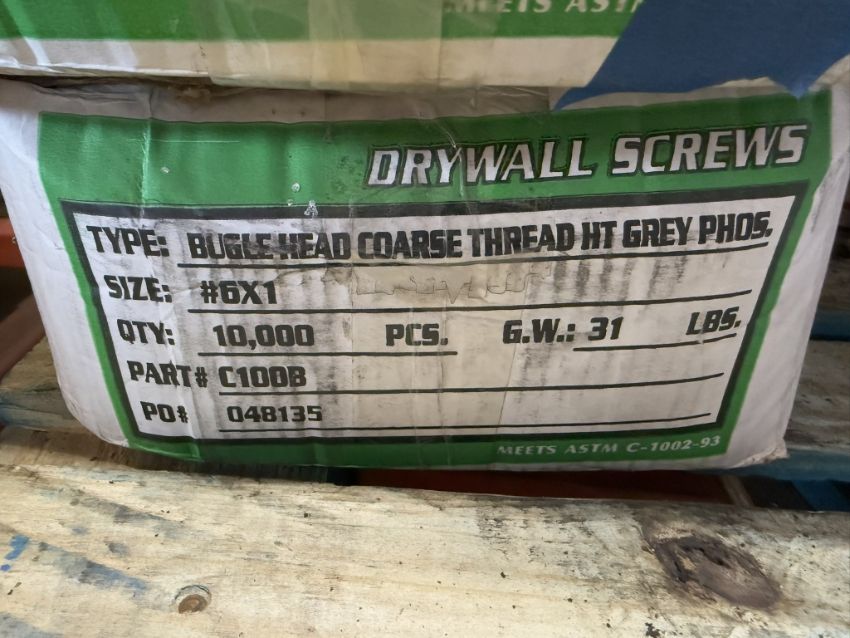 MEETS ASTM
DRYWALL SCREWS
TYPE: BUGLE HEAD COARSE THREAD HT GREY PHOS.
SIZE: #6X1
QTY: 10,000 PCS. G.W.: 31 LBS.
PART# C100B
PO# 048135
MEETS ASTM C-1002-93